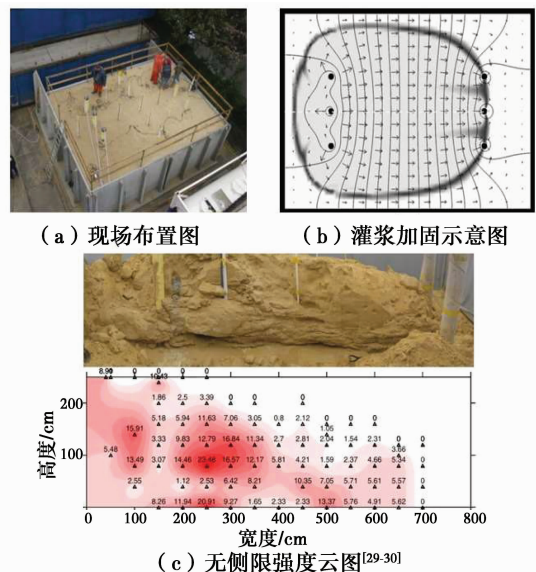 （a）现场布置图
（b）灌浆加固示意图
8.90 0 0 0 0
10.43
1.86 2.5 3.39 0 0
200
5.18 5.94 11.63 7.06 3.05 0.8 2.12 0 0
15.91 1.05
3.33 9.83 12.79 16.84 11.34 2.7 2.81 2.04 1.54 2.31 0 0
5.48 3.66
100
13.49 3.07 14.46 23.46 16.57 12.17 5.81 4.21 1.59 2.37 4.66 5.34 0
2.55 1.12 2.53 6.42 8.21 10.35 7.05 5.71 5.61 5.57 0
8.26 11.94 20.91 9.27 1.65 2.33 2.33 13.37 5.76 4.91 5.62 0
高度/cm
0 100 200 300 400 500 600 700 800
宽度/cm
（c）无侧限强度云图[29-30]